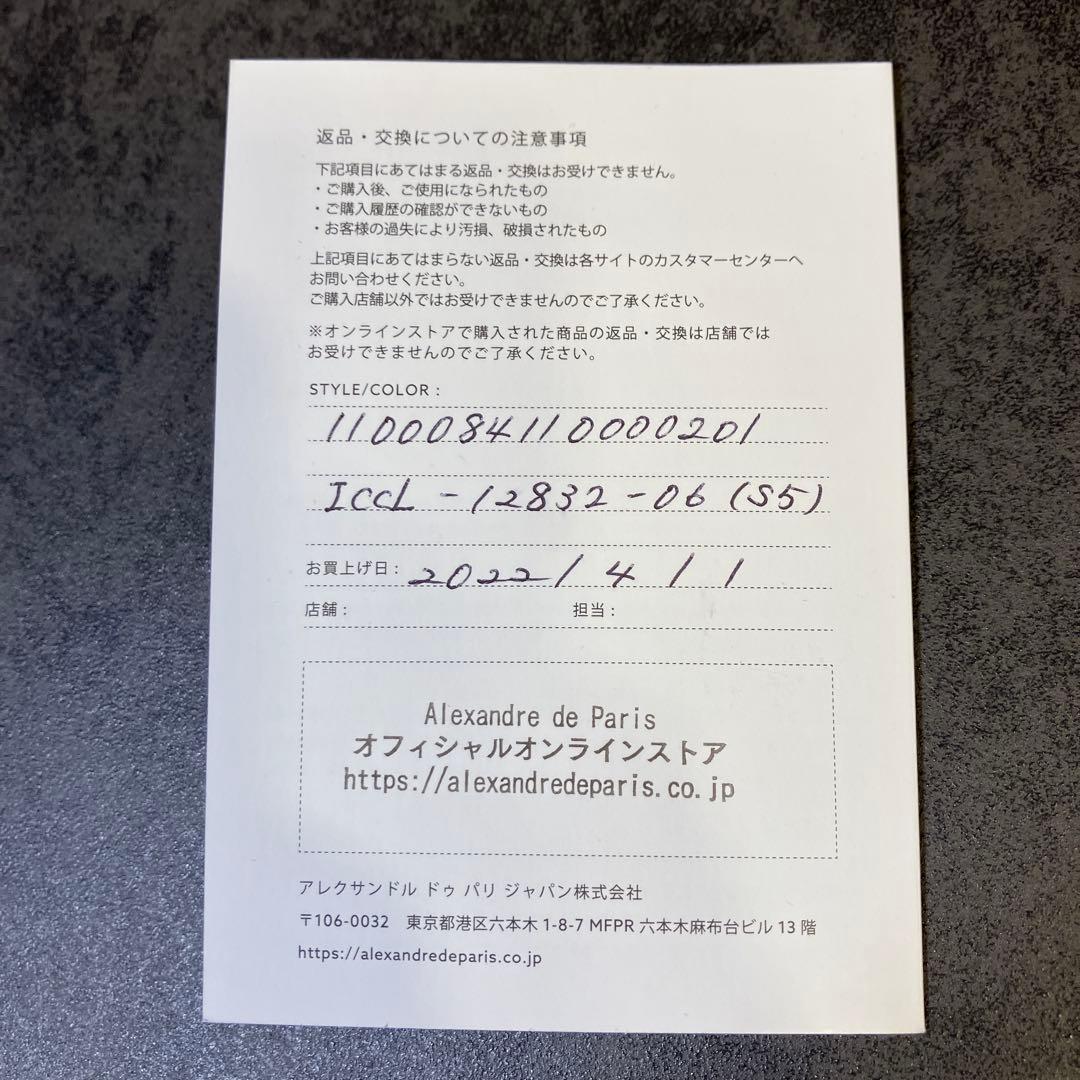 返品・交換についての注意事項
下記項目にあてはまる返品・交換はお受けできません。
・ご購入後、ご使用になられたもの
・ご購入履歴の確認ができないもの
・お客様の過失により汚損、破損されたもの
上記項目にあてはまらない返品・交換は各サイトのカスタマーセンターへ
お問い合わせください。
ご購入店舗以外ではお受けできませんのでご了承ください。
※オンラインストアで購入された商品の返品・交換は店舗では
お受けできませんのでご了承ください。
STYLE/COLOR :
1100084110000201
ICCL-12832-06 (S5)
お買上げ日 : 2022/4/1
店舗 : 担当 :
Alexandre de Paris
オフィシャルオンラインストア
https://alexandredeparis.co.jp
アレクサンドル ドゥ パリ ジャパン株式会社
〒106-0032 東京都港区六本木 1-8-7 MFPR 六本木麻布台ビル 13 階
https://alexandredeparis.co.jp